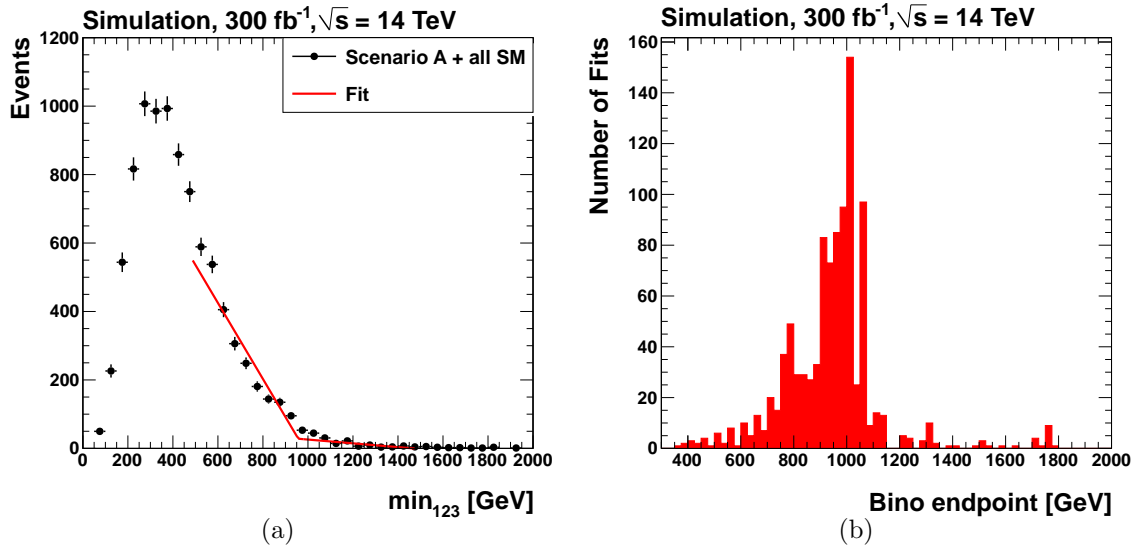 Simulation, 300 fb⁻¹, √s = 14 TeV
Events
1200
1000
800
600
400
200
0
Scenario A + all SM
Fit
0 200 400 600 800 1000 1200 1400 1600 1800 2000
min₁₂₃ [GeV]
(a)
Simulation, 300 fb⁻¹, √s = 14 TeV
Number of Fits
160
140
120
100
80
60
40
20
0
400 600 800 1000 1200 1400 1600 1800 2000
Bino endpoint [GeV]
(b)